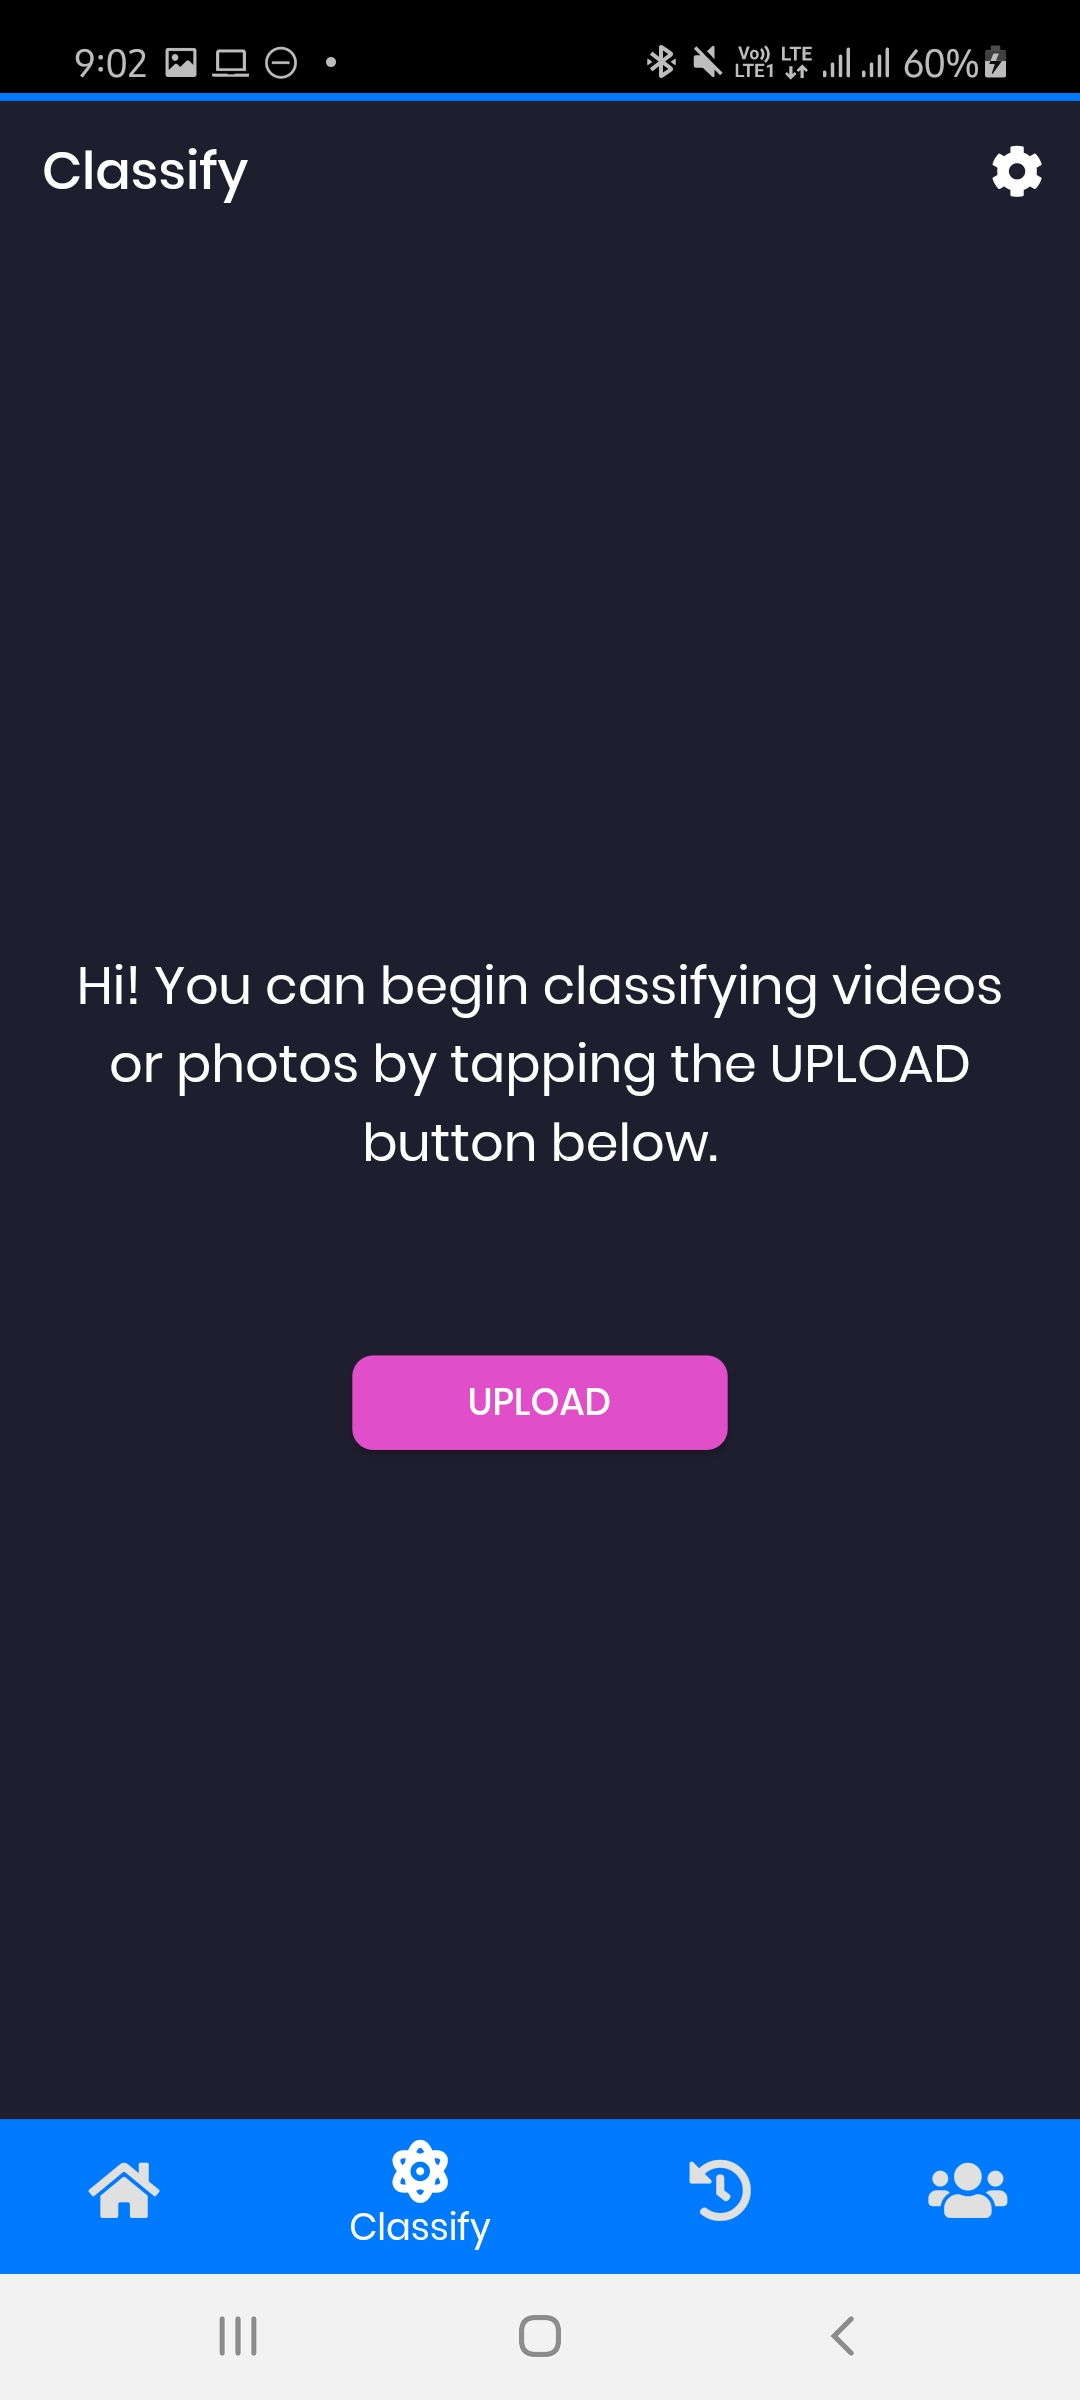 9:02
Vo)) LTE1 LTE 60%
Classify
Hi! You can begin classifying videos
or photos by tapping the UPLOAD
button below.
UPLOAD
Classify